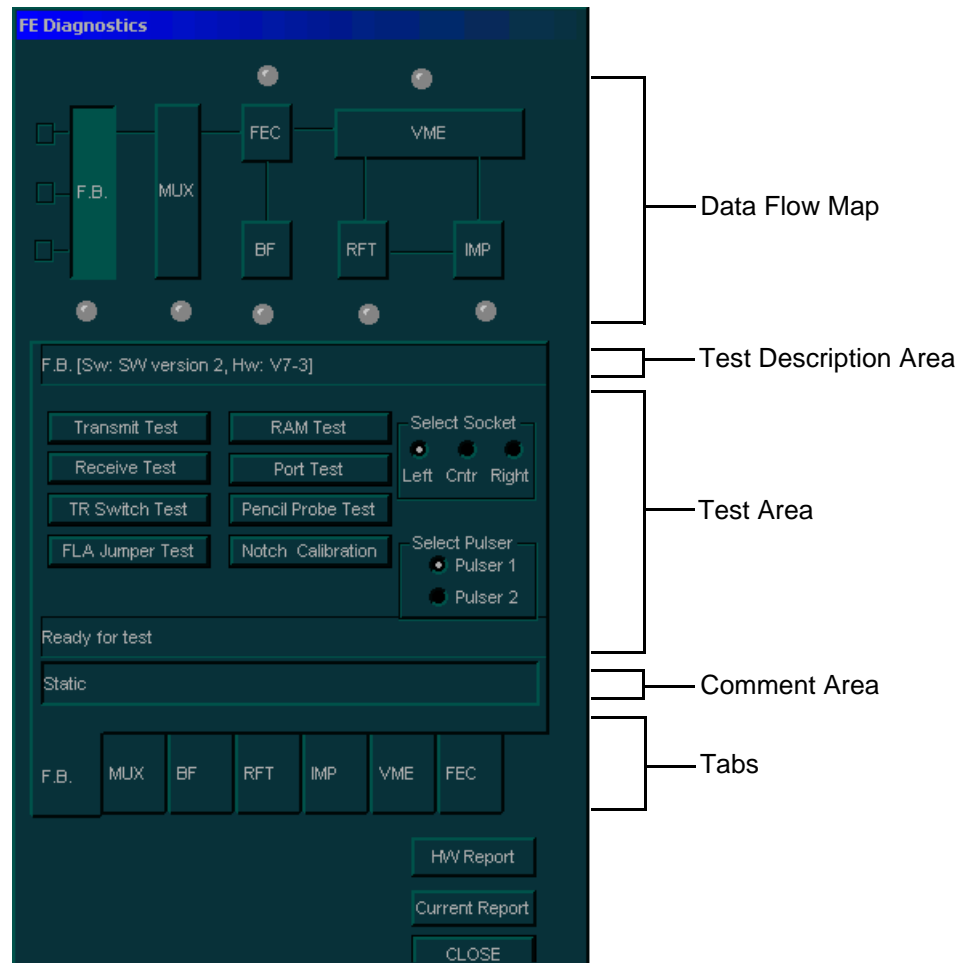 FE Diagnostics
FEC
VME
F.B.
MUX
BF
RFT
IMP
Data Flow Map
F.B. [Sw: SW version 2, Hw: V7-3]
Test Description Area
Transmit Test
RAM Test
Select Socket
Receive Test
Port Test
Left Cntr Right
TR Switch Test
Pencil Probe Test
Test Area
FLA Jumper Test
Notch Calibration
Select Pulser
Pulser 1
Pulser 2
Ready for test
Static
Comment Area
F.B.
MUX
BF
RFT
IMP
VME
FEC
Tabs
HW Report
Current Report
CLOSE